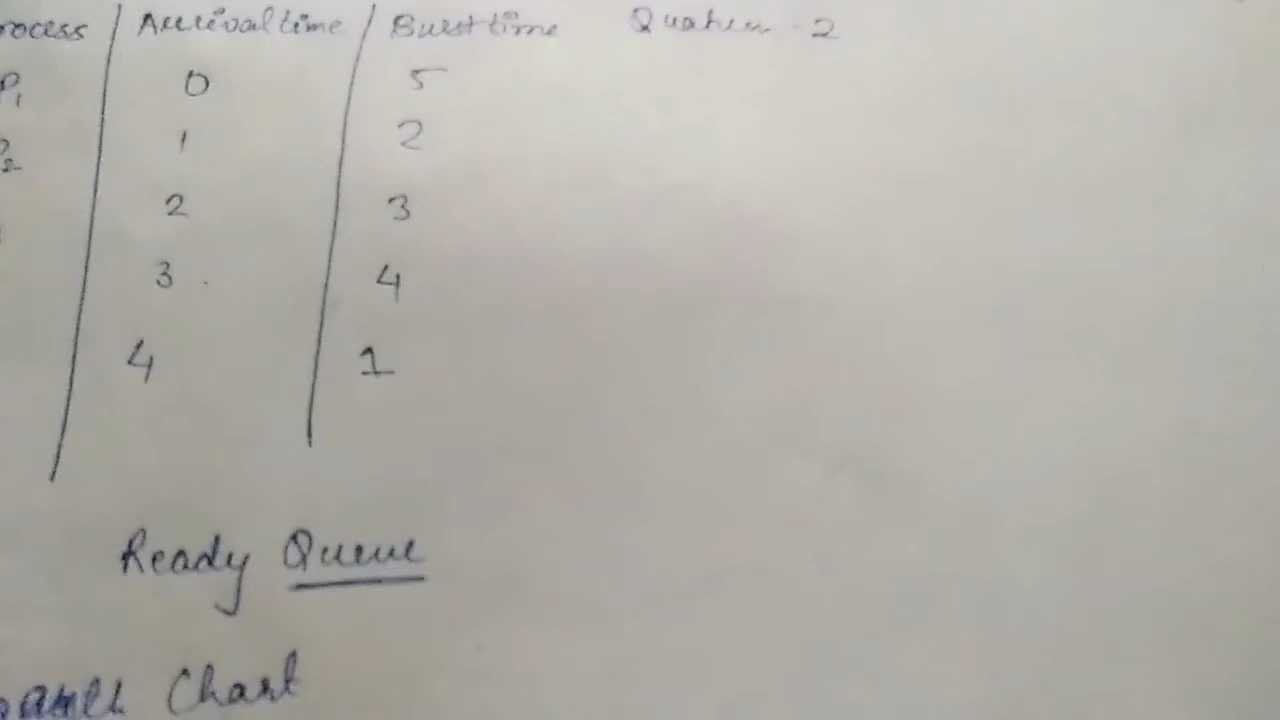 rocess Arrival time Burst time Quatum - 2
P1 0 5
P2 1 2
2 3
3 4
4 1
Ready Queue
Chart